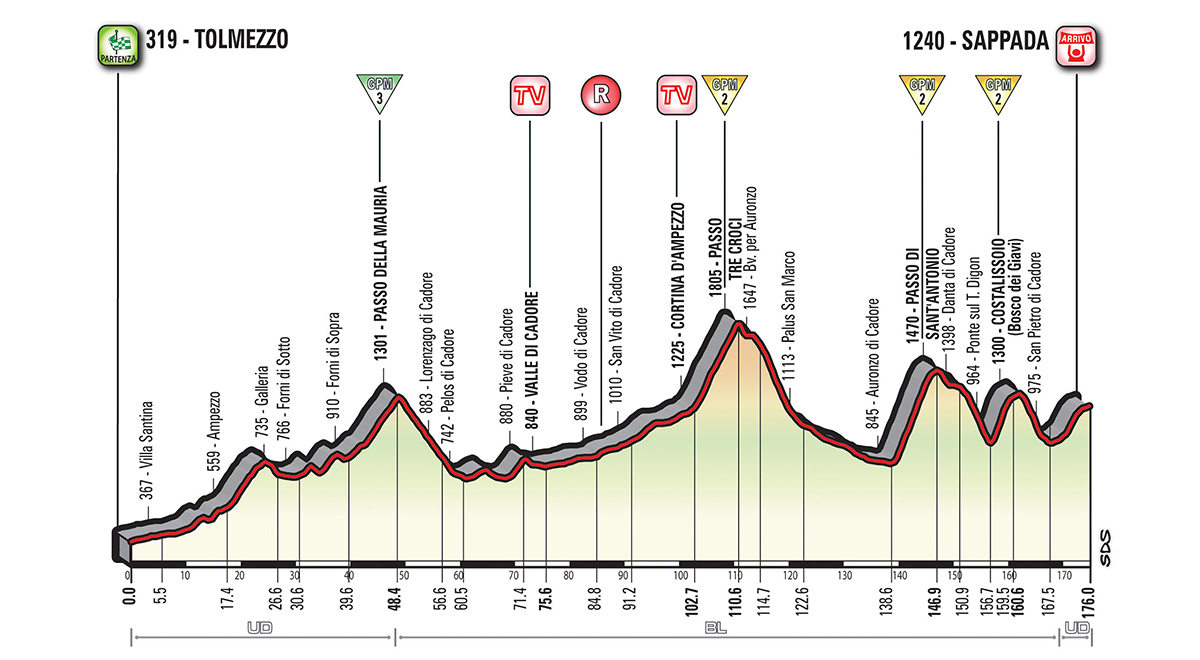 319 - TOLMEZZO
1240 - SAPPADA
PARTENZA
ARRIVO
GPM
3
TV
R
TV
GPM
2
GPM
2
GPM
2
367 - Villa Santina
559 - Ampezzo
735 - Galleria
766 - Forni di Sotto
910 - Forni di Sopra
1301 - PASSO DELLA MAURIA
883 - Lorenzago di Cadore
742 - Pelos di Cadore
880 - Pieve di Cadore
840 - VALLE DI CADORE
899 - Vodo di Cadore
1010 - San Vito di Cadore
1225 - CORTINA D'AMPEZZO
1805 - PASSO
TRE CROCI
1647 - Bv. per Auronzo
1113 - Palus San Marco
845 - Auronzo di Cadore
1470 - PASSO DI
SANT'ANTONIO
1398 - Danta di Cadore
964 - Ponte sul T. Digon
1300 - COSTALISSOIO
(Bosco dei Giavi)
975 - San Pietro di Cadore
SDS
0 10 20 30 40 50 60 70 80 90 100 110 120 130 140 150 160 170
0.0 5.5 17.4 26.6 30.6 39.6 48.4 56.6 60.5 71.4 75.6 84.8 91.2 102.7 110.6 114.7 122.6 138.6 146.9 150.9 156.7 159.5 160.6 167.5 176.0
UD BL UD